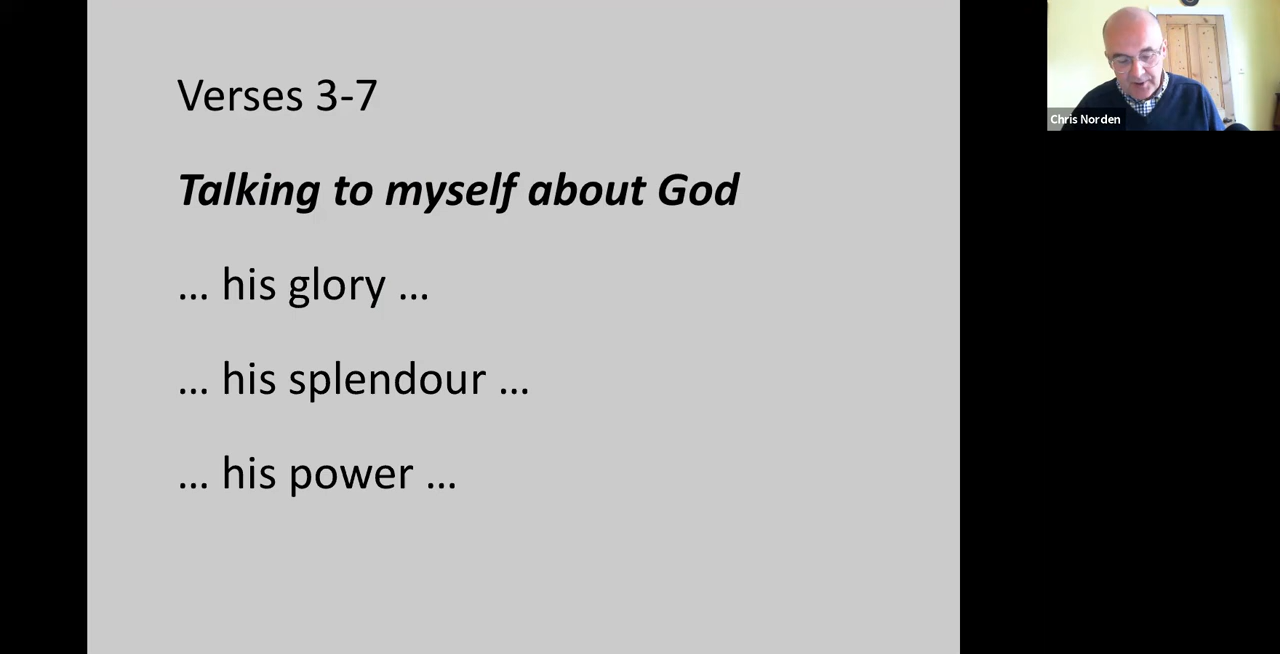 Verses 3-7
Talking to myself about God
... his glory ...
... his splendour ...
... his power ...
Chris Norden